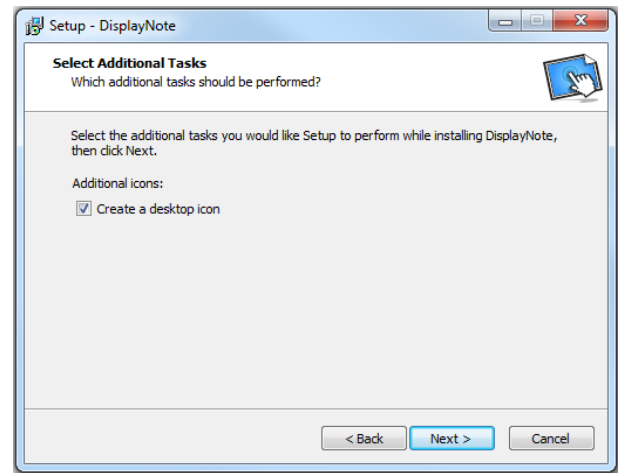 Setup - DisplayNote
Select Additional Tasks
Which additional tasks should be performed?
Select the additional tasks you would like Setup to perform while installing DisplayNote,
then click Next.
Additional icons:
Create a desktop icon
< Back Next > Cancel